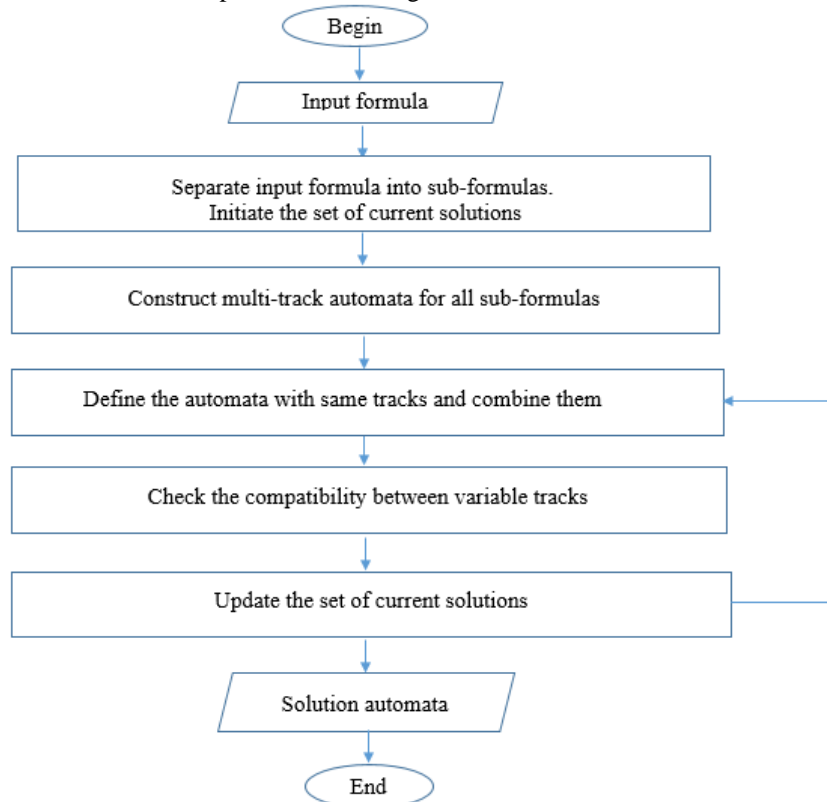 Begin
Input formula
Separate input formula into sub-formulas.
Initiate the set of current solutions
Construct multi-track automata for all sub-formulas
Define the automata with same tracks and combine them
Check the compatibility between variable tracks
Update the set of current solutions
Solution automata
End